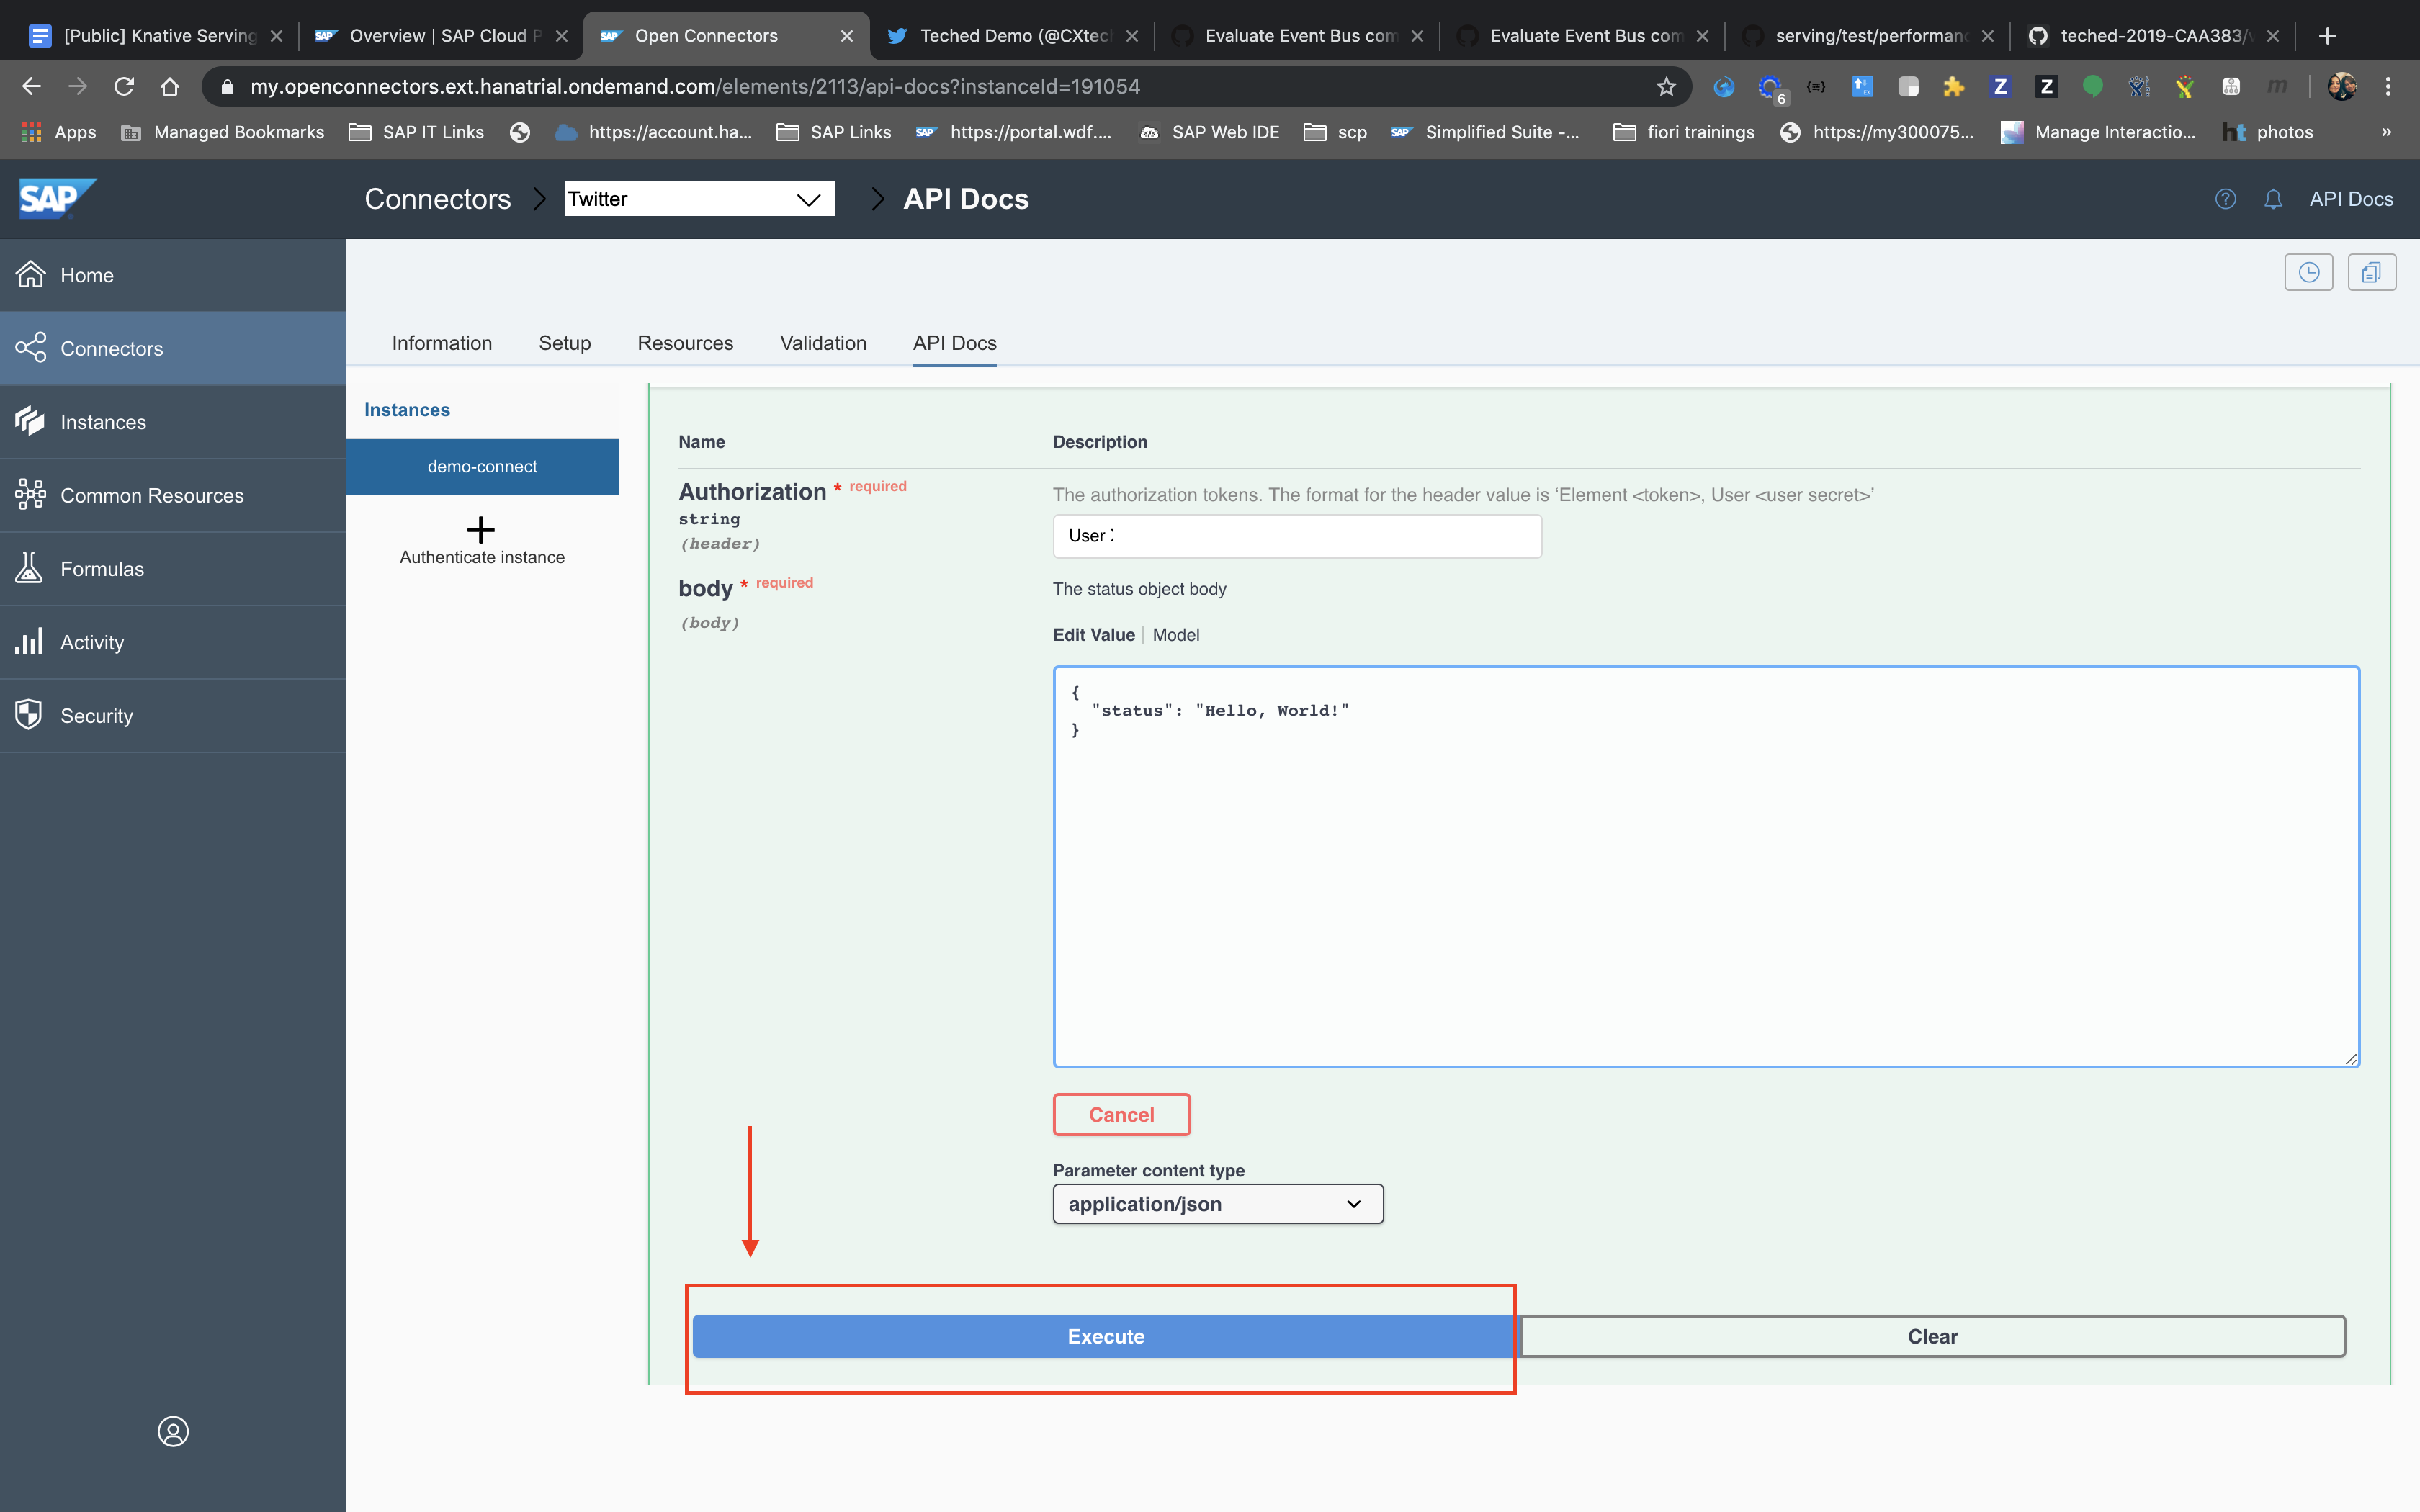 [Public] Knative Serving
Overview | SAP Cloud P
Open Connectors
Teched Demo (@CXtec
Evaluate Event Bus com
Evaluate Event Bus com
serving/test/performanc
teched-2019-CAA383/
my.openconnectors.ext.hanatrial.ondemand.com/elements/2113/api-docs?instanceId=191054
6
Apps
Managed Bookmarks
SAP IT Links
https://account.ha...
SAP Links
https://portal.wdf....
SAP Web IDE
scp
Simplified Suite -...
fiori trainings
https://my300075...
Manage Interactio...
photos
SAP
Connectors
Twitter
API Docs
API Docs
Home
Connectors
Instances
Common Resources
Formulas
Activity
Security
Information
Setup
Resources
Validation
API Docs
Instances
demo-connect
Authenticate instance
Name
Description
Authorization * required
string
(header)
The authorization tokens. The format for the header value is ‘Element <token>, User <user secret>’
User
body * required
(body)
The status object body
Edit Value | Model
{
"status": "Hello, World!"
}
Cancel
Parameter content type
application/json
Execute
Clear